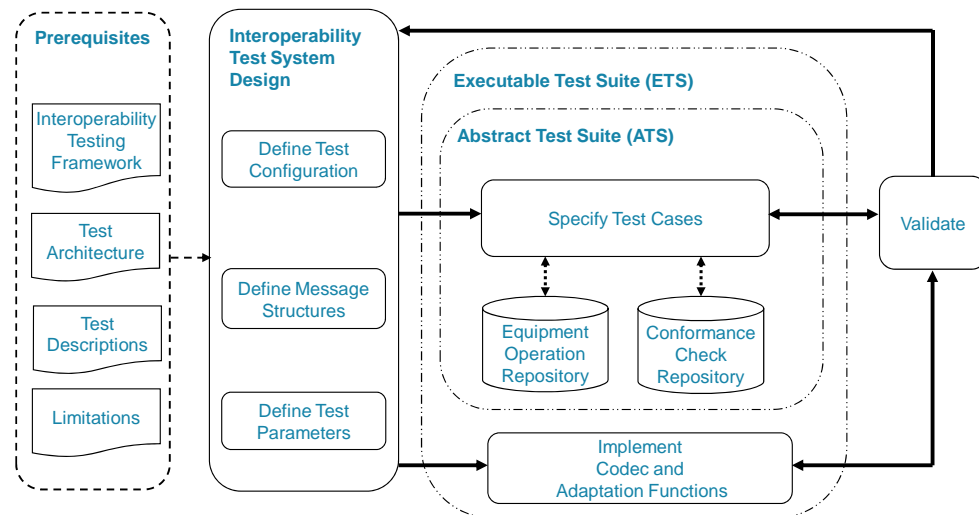 Prerequisites
Interoperability
Testing
Framework
Test
Architecture
Test
Descriptions
Limitations
Interoperability
Test System
Design
Define Test
Configuration
Define Message
Structures
Define Test
Parameters
Executable Test Suite (ETS)
Abstract Test Suite (ATS)
Specify Test Cases
Equipment
Operation
Repository
Conformance
Check
Repository
Implement
Codec and
Adaptation Functions
Validate